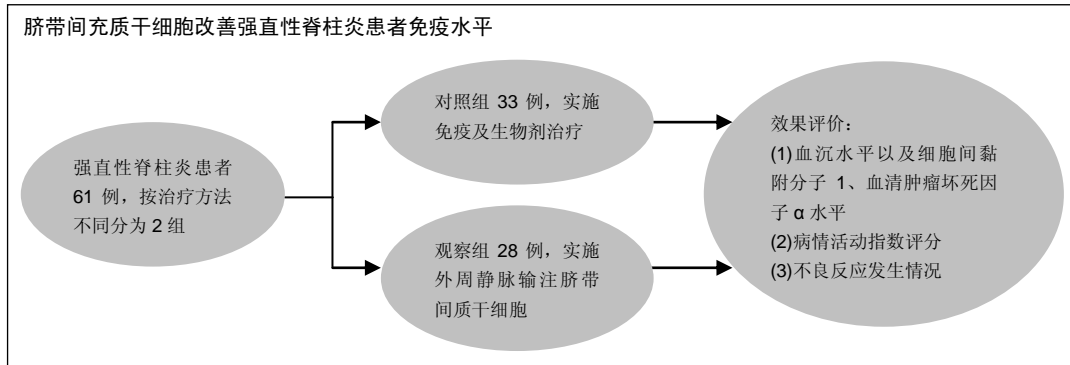 脐带间充质干细胞改善强直性脊柱炎患者免疫水平
强直性脊柱炎患者
61 例，按治疗方法
不同分为 2 组
对照组 33 例，实施
免疫及生物剂治疗
观察组 28 例，实施
外周静脉输注脐带
间质干细胞
效果评价：
(1)血沉水平以及细胞间黏
附分子 1、血清肿瘤坏死因
子 α 水平
(2)病情活动指数评分
(3)不良反应发生情况